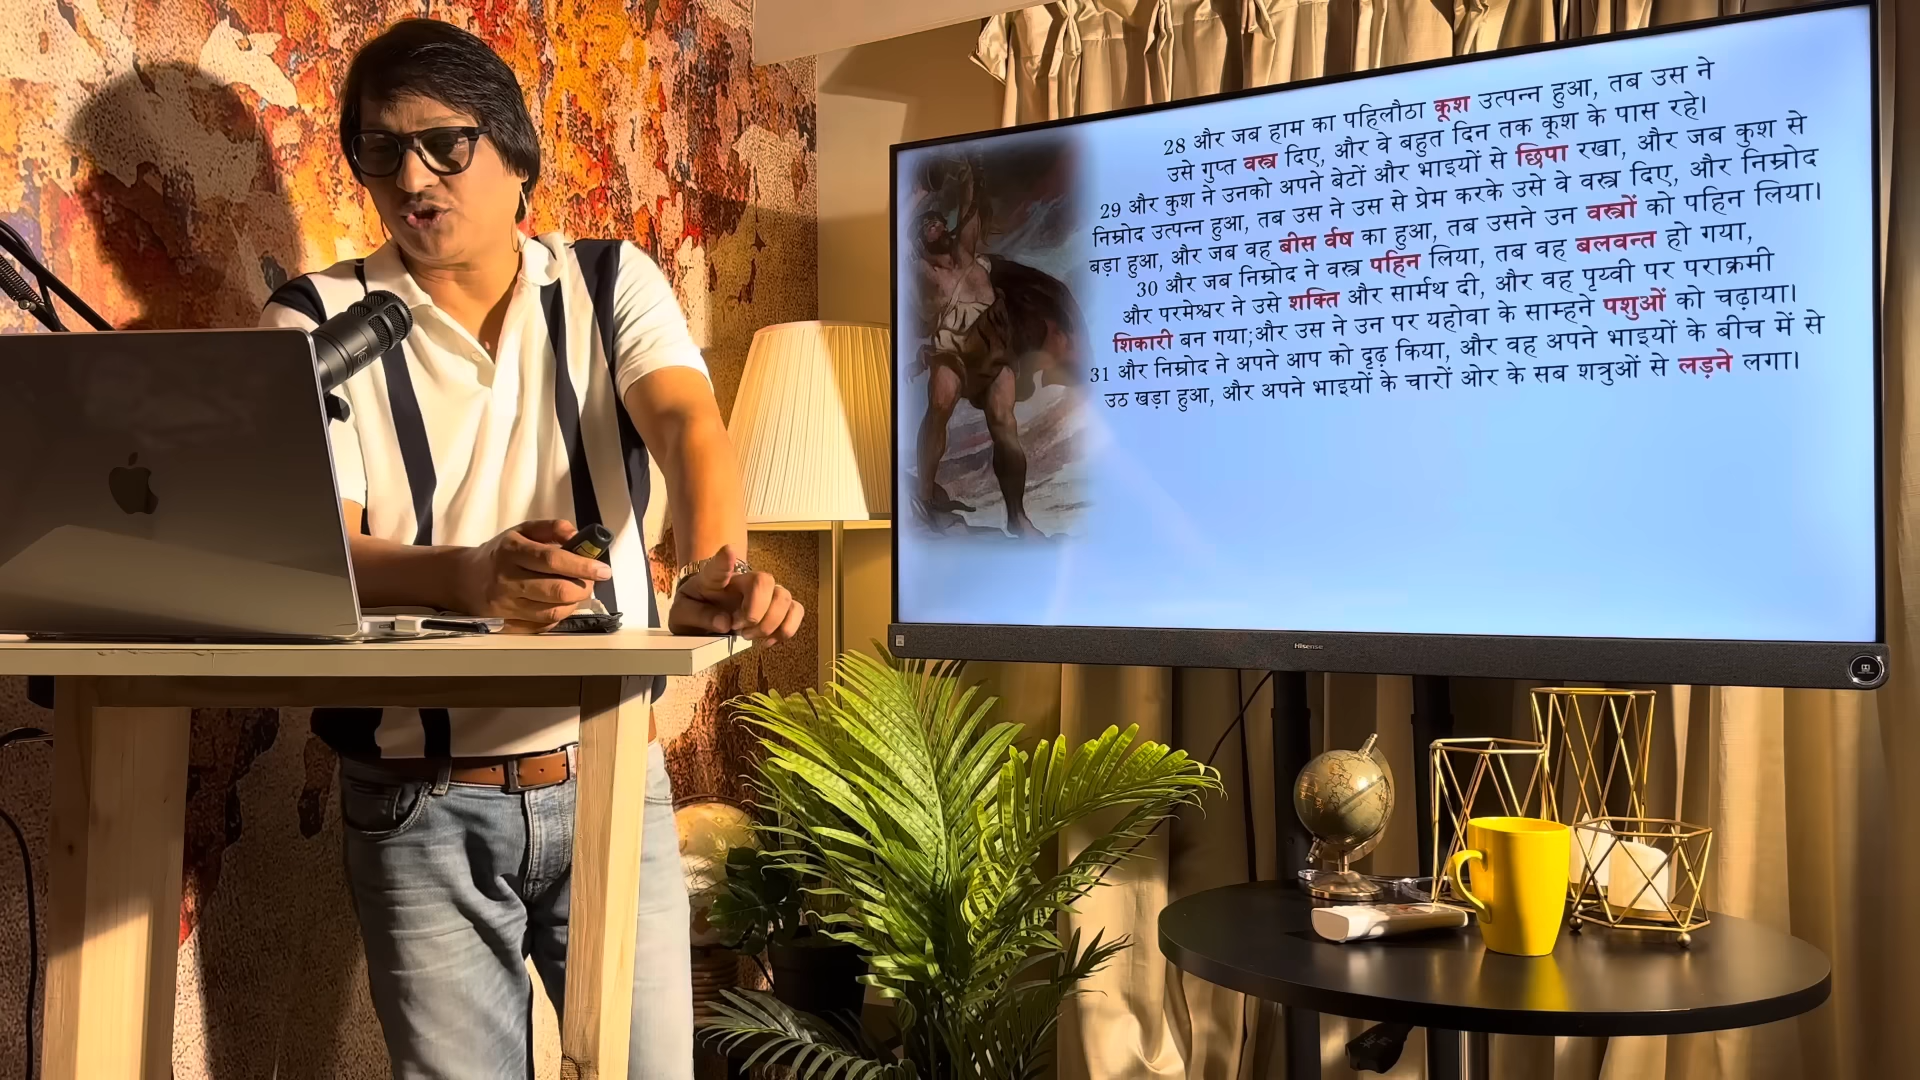 28 और जब हाम का पहिलौठा कूश उत्पन्न हुआ, तब उस ने
उसे गुप्त वस्त्र दिए, और वे बहुत दिन तक कूश के पास रहे।
29 और कुश ने उनको अपने बेटों और भाइयों से छिपा रखा, और जब कुश से
निम्रोद उत्पन्न हुआ, तब उस ने उस से प्रेम करके उसे वे वस्त्र दिए, और निम्रोद
बड़ा हुआ, और जब वह बीस र्वष का हुआ, तब उसने उन वस्त्रों को पहिन लिया।
30 और जब निम्रोद ने वस्त्र पहिन लिया, तब वह बलवन्त हो गया,
और परमेश्वर ने उसे शक्ति और सार्मथ दी, और वह पृय्वी पर पराक्रमी
शिकारी बन गया;और उस ने उन पर यहोवा के साम्हने पशुओं को चढ़ाया।
31 और निम्रोद ने अपने आप को दृढ़ किया, और वह अपने भाइयों के बीच में से
उठ खड़ा हुआ, और अपने भाइयों के चारों ओर के सब शत्रुओं से लड़ने लगा।
Hisense